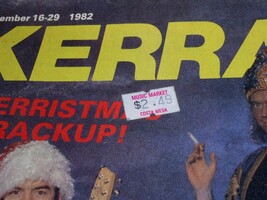 ember 16-29 1982
KERRA
ERRISTM
RACKUP!
MUSIC MARKET
$2.49
COSTA MESA